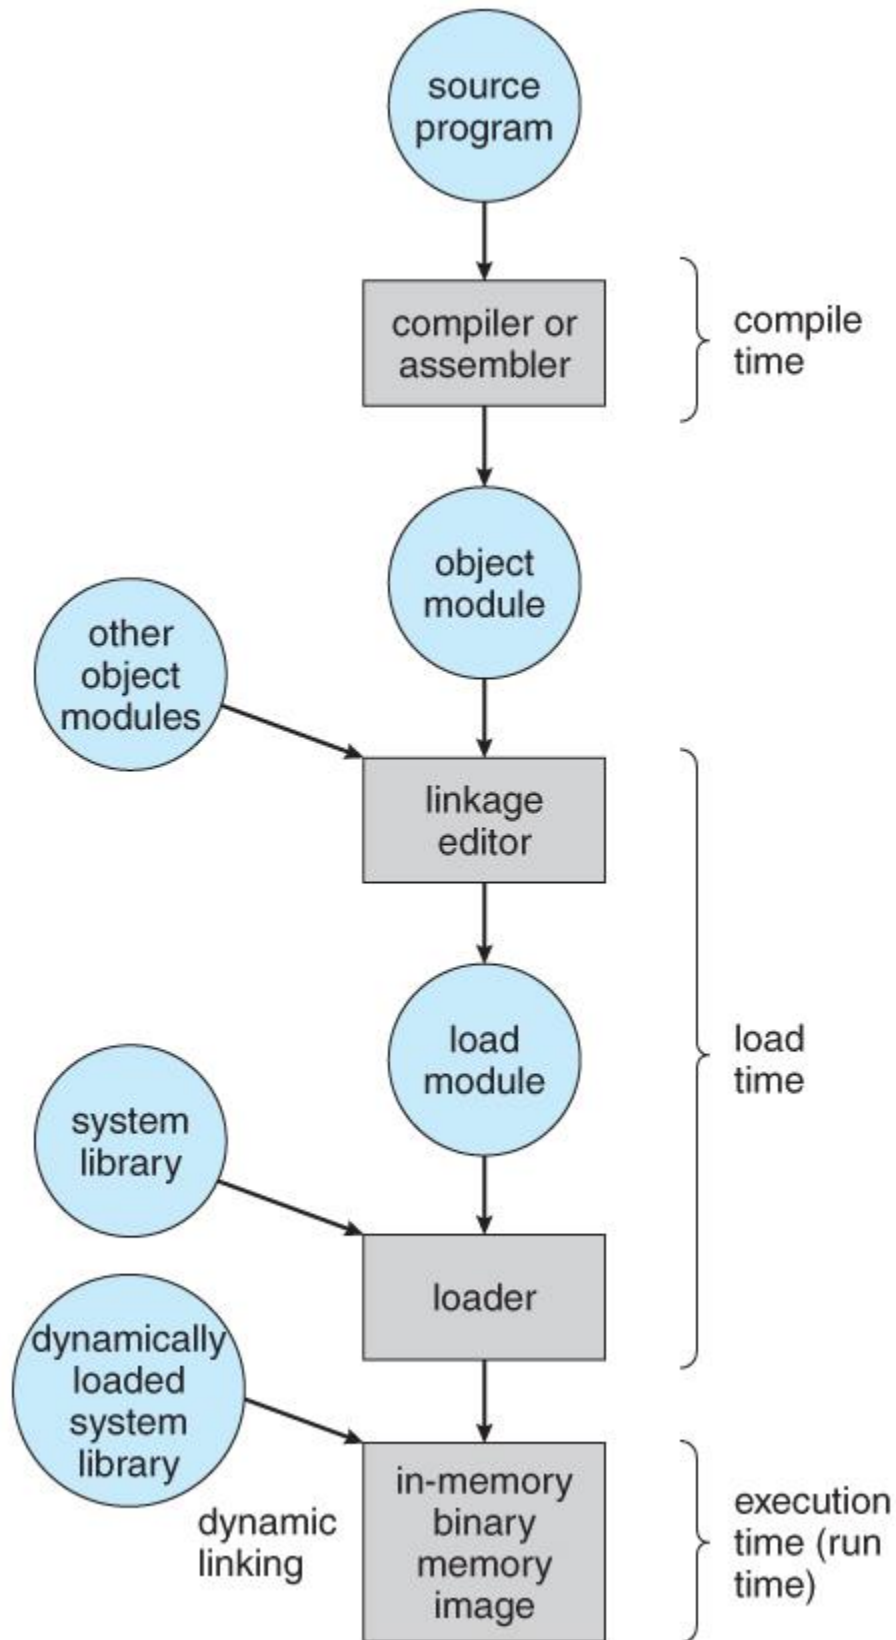 source
program
compiler or
assembler
compile
time
object
module
other
object
modules
linkage
editor
load
module
load
time
system
library
loader
dynamically
loaded
system
library
dynamic
linking
in-memory
binary
memory
image
execution
time (run
time)